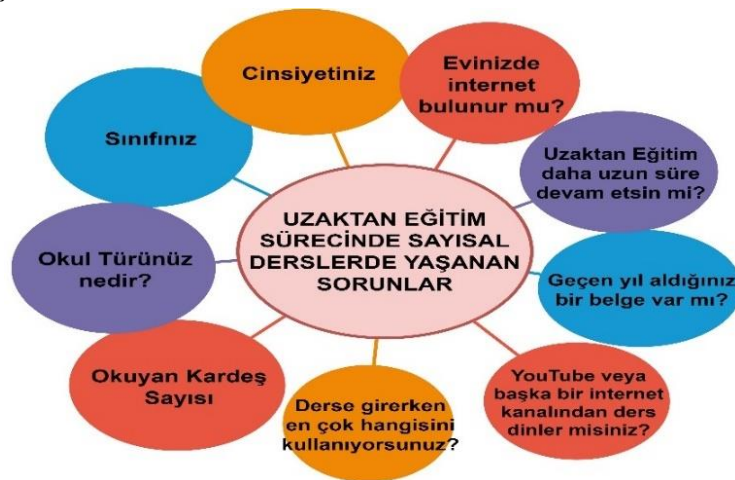 Cinsiyetiniz
Evinizde
internet
bulunur mu?
Sınıfınız
Uzaktan Eğitim
daha uzun süre
devam etsin mi?
UZAKTAN EĞİTİM
SÜRECİNDE SAYISAL
DERSLERDE YAŞANAN
SORUNLAR
Okul Türünüz
nedir?
Geçen yıl aldığınız
bir belge var mı?
Okuyan Kardeş
Sayısı
Derse girerken
en çok hangisini
kullanıyorsunuz?
YouTube veya
başka bir internet
kanalından ders
dinler misiniz?